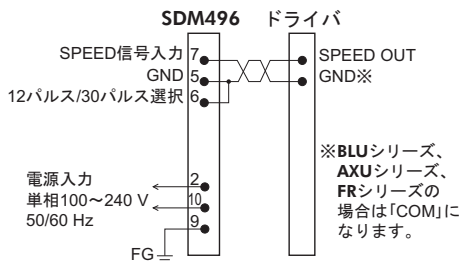 SDM496 ドライバ
SPEED信号入力 7 SPEED OUT
GND 5 GND※
12パルス/30パルス選択 6
※BLUシリーズ、
AXUシリーズ、
FRシリーズの
場合は「COM」に
なります。
電源入力 2
単相100～240 V 10
50/60 Hz 9
FG